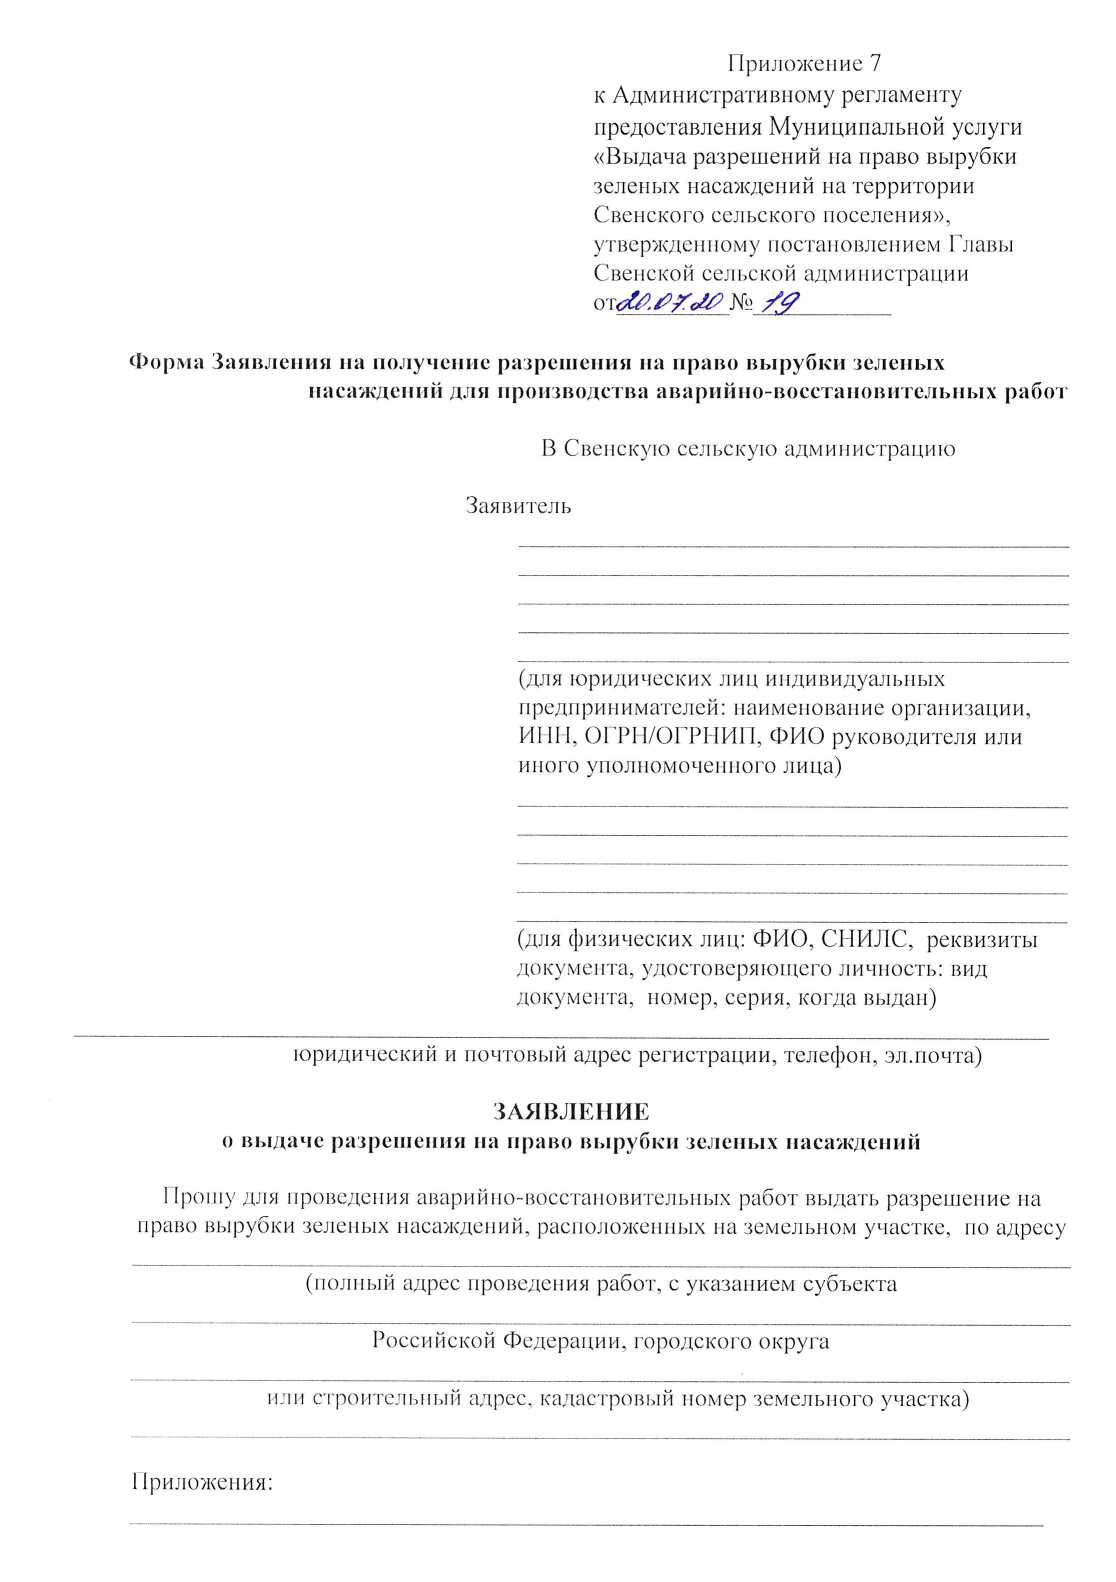 Приложение 7
к Административному регламенту
предоставления Муниципальной услуги
«Выдача разрешений на право вырубки
зеленых насаждений на территории
Свенского сельского поселения»,
утвержденному постановлением Главы
Свенской сельской администрации
от 20.07.20 № 19
Форма Заявления на получение разрешения на право вырубки зеленых
насаждений для производства аварийно-восстановительных работ
В Свенскую сельскую администрацию
Заявитель
(для юридических лиц индивидуальных
предпринимателей: наименование организации,
ИНН, ОГРН/ОГРНИП, ФИО руководителя или
иного уполномоченного лица)
(для физических лиц: ФИО, СНИЛС, реквизиты
документа, удостоверяющего личность: вид
документа, номер, серия, когда выдан)
юридический и почтовый адрес регистрации, телефон, эл.почта)
ЗАЯВЛЕНИЕ
о выдаче разрешения на право вырубки зеленых насаждений
Прошу для проведения аварийно-восстановительных работ выдать разрешение на
право вырубки зеленых насаждений, расположенных на земельном участке, по адресу
(полный адрес проведения работ, с указанием субъекта
Российской Федерации, городского округа
или строительный адрес, кадастровый номер земельного участка)
Приложения: